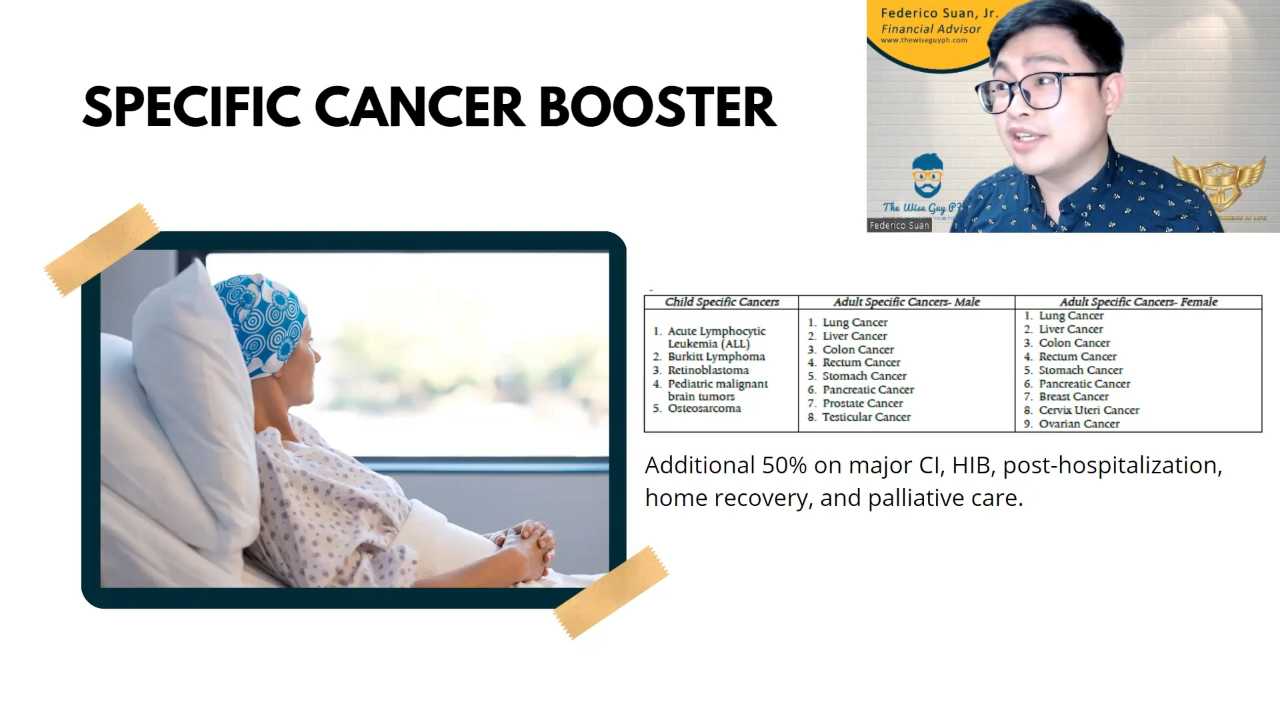 Federico Suan, Jr.
Financial Advisor
www.thewiseguyph.com
SPECIFIC CANCER BOOSTER
The Wise Guy
Federico Suan
Child Specific Cancers
1. Acute Lymphocytic
Leukemia (ALL)
2. Burkitt Lymphoma
3. Retinoblastoma
4. Pediatric malignant
brain tumors
5. Osteosarcoma
Adult Specific Cancers- Male
1. Lung Cancer
2. Liver Cancer
3. Colon Cancer
4. Rectum Cancer
5. Stomach Cancer
6. Pancreatic Cancer
7. Prostate Cancer
8. Testicular Cancer
Adult Specific Cancers- Female
1. Lung Cancer
2. Liver Cancer
3. Colon Cancer
4. Rectum Cancer
5. Stomach Cancer
6. Pancreatic Cancer
7. Breast Cancer
8. Cervix Uteri Cancer
9. Ovarian Cancer
Additional 50% on major CI, HIB, post-hospitalization,
home recovery, and palliative care.